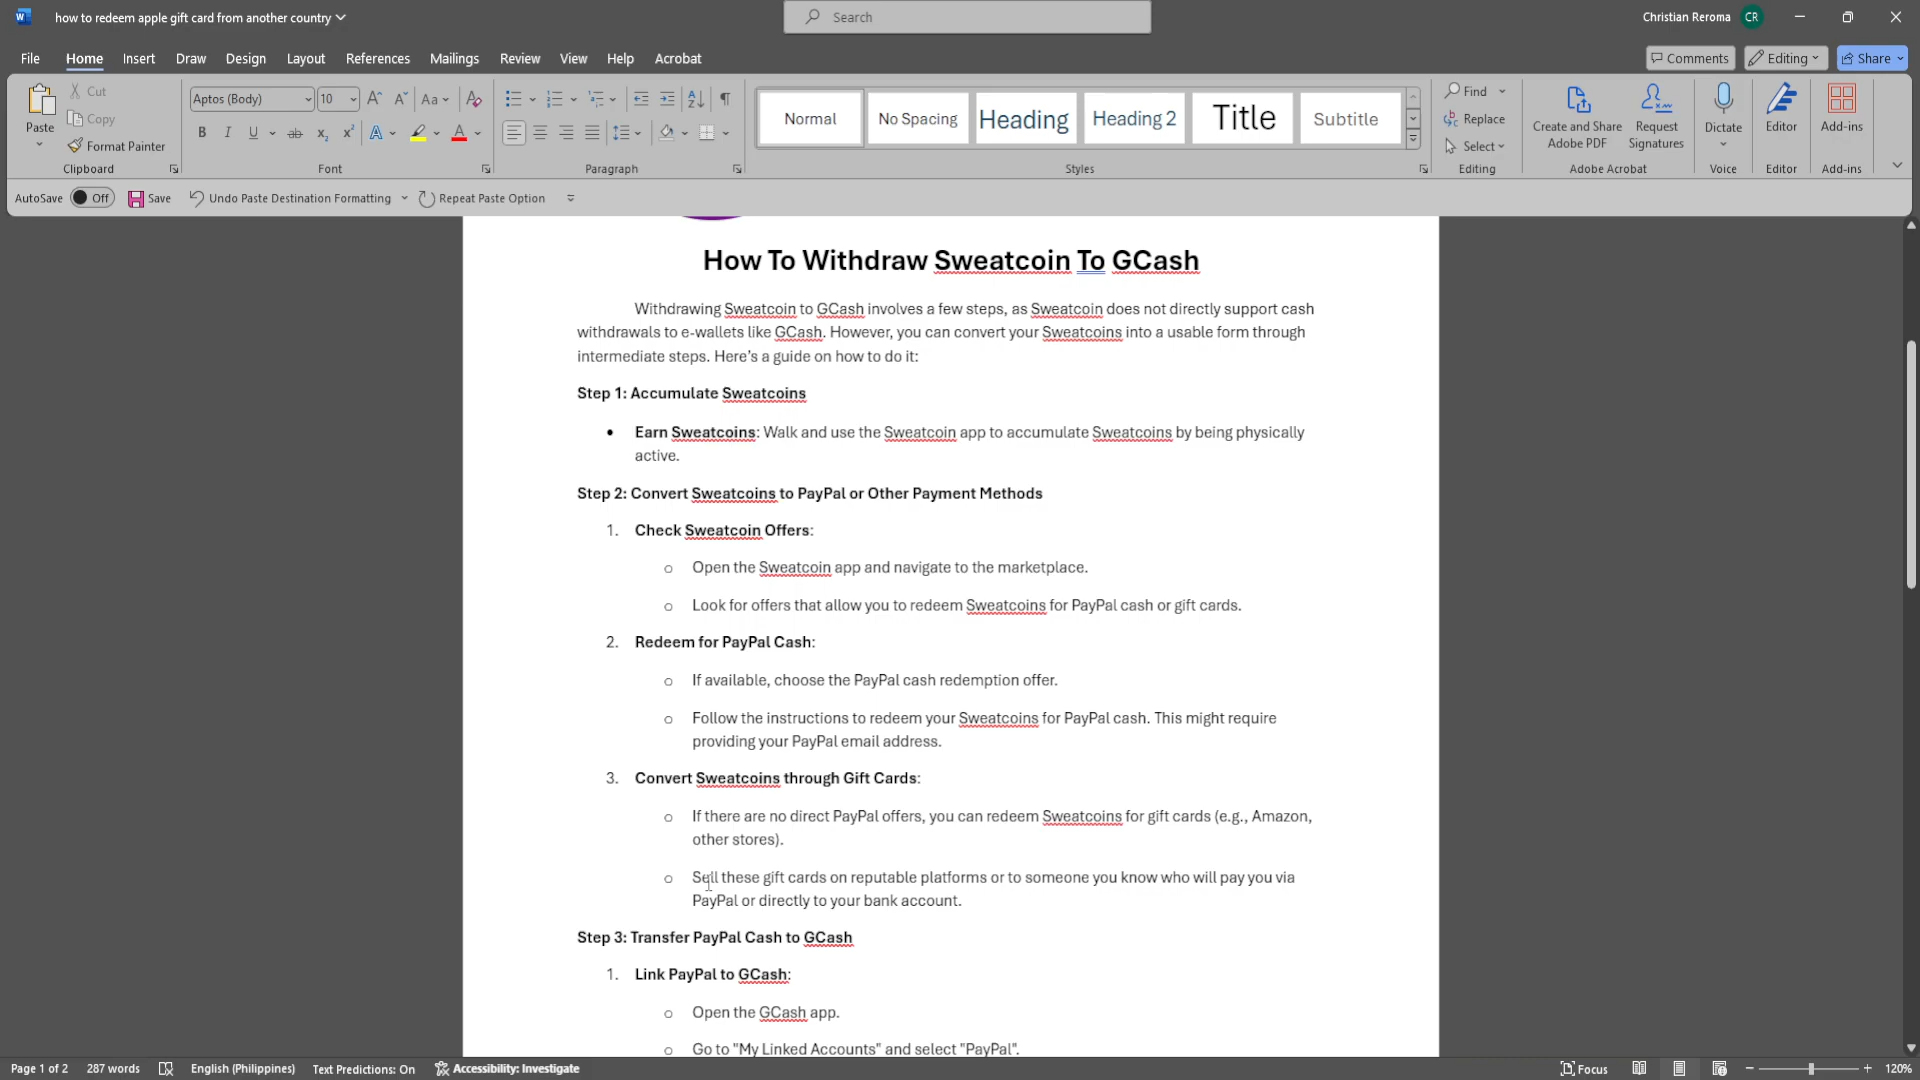 how to redeem apple gift card from another country
Search
Christian Reroma CR
File Home Insert Draw Design Layout References Mailings Review View Help Acrobat
Comments Editing Share
Paste
Cut
Copy
Format Painter
Clipboard
Aptos (Body) 10
Font
Paragraph
Normal No Spacing Heading Heading 2 Title Subtitle
Styles
Find
Replace
Select
Editing
Create and Share
Adobe PDF
Request
Signatures
Adobe Acrobat
Dictate
Voice
Editor
Editor
Add-ins
Add-ins
AutoSave Off Save Undo Paste Destination Formatting Repeat Paste Option
How To Withdraw Sweatcoin To GCash
Withdrawing Sweatcoin to GCash involves a few steps, as Sweatcoin does not directly support cash
withdrawals to e-wallets like GCash. However, you can convert your Sweatcoins into a usable form through
intermediate steps. Here’s a guide on how to do it:
Step 1: Accumulate Sweatcoins
• Earn Sweatcoins: Walk and use the Sweatcoin app to accumulate Sweatcoins by being physically
active.
Step 2: Convert Sweatcoins to PayPal or Other Payment Methods
1. Check Sweatcoin Offers:
o Open the Sweatcoin app and navigate to the marketplace.
o Look for offers that allow you to redeem Sweatcoins for PayPal cash or gift cards.
2. Redeem for PayPal Cash:
o If available, choose the PayPal cash redemption offer.
o Follow the instructions to redeem your Sweatcoins for PayPal cash. This might require
providing your PayPal email address.
3. Convert Sweatcoins through Gift Cards:
o If there are no direct PayPal offers, you can redeem Sweatcoins for gift cards (e.g., Amazon,
other stores).
o Sell these gift cards on reputable platforms or to someone you know who will pay you via
PayPal or directly to your bank account.
Step 3: Transfer PayPal Cash to GCash
1. Link PayPal to GCash:
o Open the GCash app.
o Go to "My Linked Accounts" and select "PayPal".
Page 1 of 2 287 words English (Philippines) Text Predictions: On Accessibility: Investigate Focus 120%